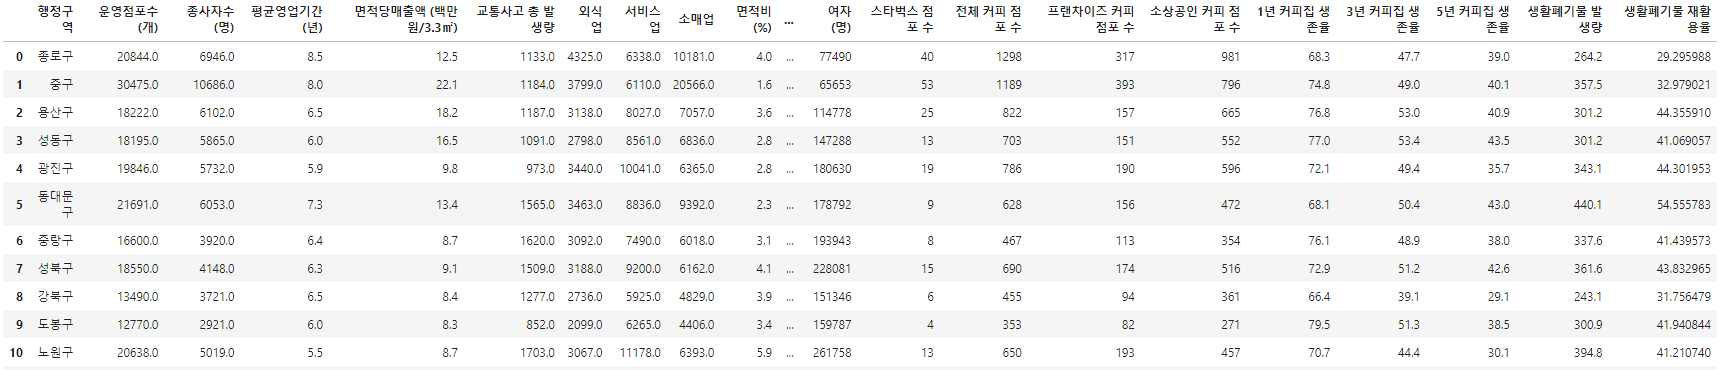 행정구역 운영점포수 (개) 종사자수 (명) 평균영업기간 (년) 면적당매출액 (백만원/3.3㎡) 교통사고 총 발생량 외식업 서비스업 소매업 면적비 (%) ... 여자 (명) 스타벅스 점포 수 전체 커피 점포 수 프랜차이즈 커피 점포 수 소상공인 커피 점포 수 1년 커피집 생존율 3년 커피집 생존율 5년 커피집 생존율 생활폐기물 발생량 생활폐기물 재활용율
0 종로구 20844.0 6946.0 8.5 12.5 1133.0 4325.0 6338.0 10181.0 4.0 ... 77490 40 1298 317 981 68.3 47.7 39.0 264.2 29.295988
1 중구 30475.0 10686.0 8.0 22.1 1184.0 3799.0 6110.0 20566.0 1.6 ... 65653 53 1189 393 796 74.8 49.0 40.1 357.5 32.979021
2 용산구 18222.0 6102.0 6.5 18.2 1187.0 3138.0 8027.0 7057.0 3.6 ... 114778 25 822 157 665 76.8 53.0 40.9 301.2 44.355910
3 성동구 18195.0 5865.0 6.0 16.5 1091.0 2798.0 8561.0 6836.0 2.8 ... 147288 13 703 151 552 77.0 53.4 43.5 301.2 41.069057
4 광진구 19846.0 5732.0 5.9 9.8 973.0 3440.0 10041.0 6365.0 2.8 ... 180630 19 786 190 596 72.1 49.4 35.7 343.1 44.301953
5 동대문구 21691.0 6053.0 7.3 13.4 1565.0 3463.0 8836.0 9392.0 2.3 ... 178792 9 628 156 472 68.1 50.4 43.0 440.1 54.555783
6 중랑구 16600.0 3920.0 6.4 8.7 1620.0 3092.0 7490.0 6018.0 3.1 ... 193943 8 467 113 354 76.1 48.9 38.0 337.6 41.439573
7 성북구 18550.0 4148.0 6.3 9.1 1509.0 3188.0 9200.0 6162.0 4.1 ... 228081 15 690 174 516 72.9 51.2 42.6 361.6 43.832965
8 강북구 13490.0 3721.0 6.5 8.4 1277.0 2736.0 5925.0 4829.0 3.9 ... 151346 6 455 94 361 66.4 39.1 29.1 243.1 31.756479
9 도봉구 12770.0 2921.0 6.0 8.3 852.0 2099.0 6265.0 4406.0 3.4 ... 159787 4 353 82 271 79.5 51.3 38.5 300.9 41.940844
10 노원구 20638.0 5019.0 5.5 8.7 1703.0 3067.0 11178.0 6393.0 5.9 ... 261758 13 650 193 457 70.7 44.4 30.1 394.8 41.210740